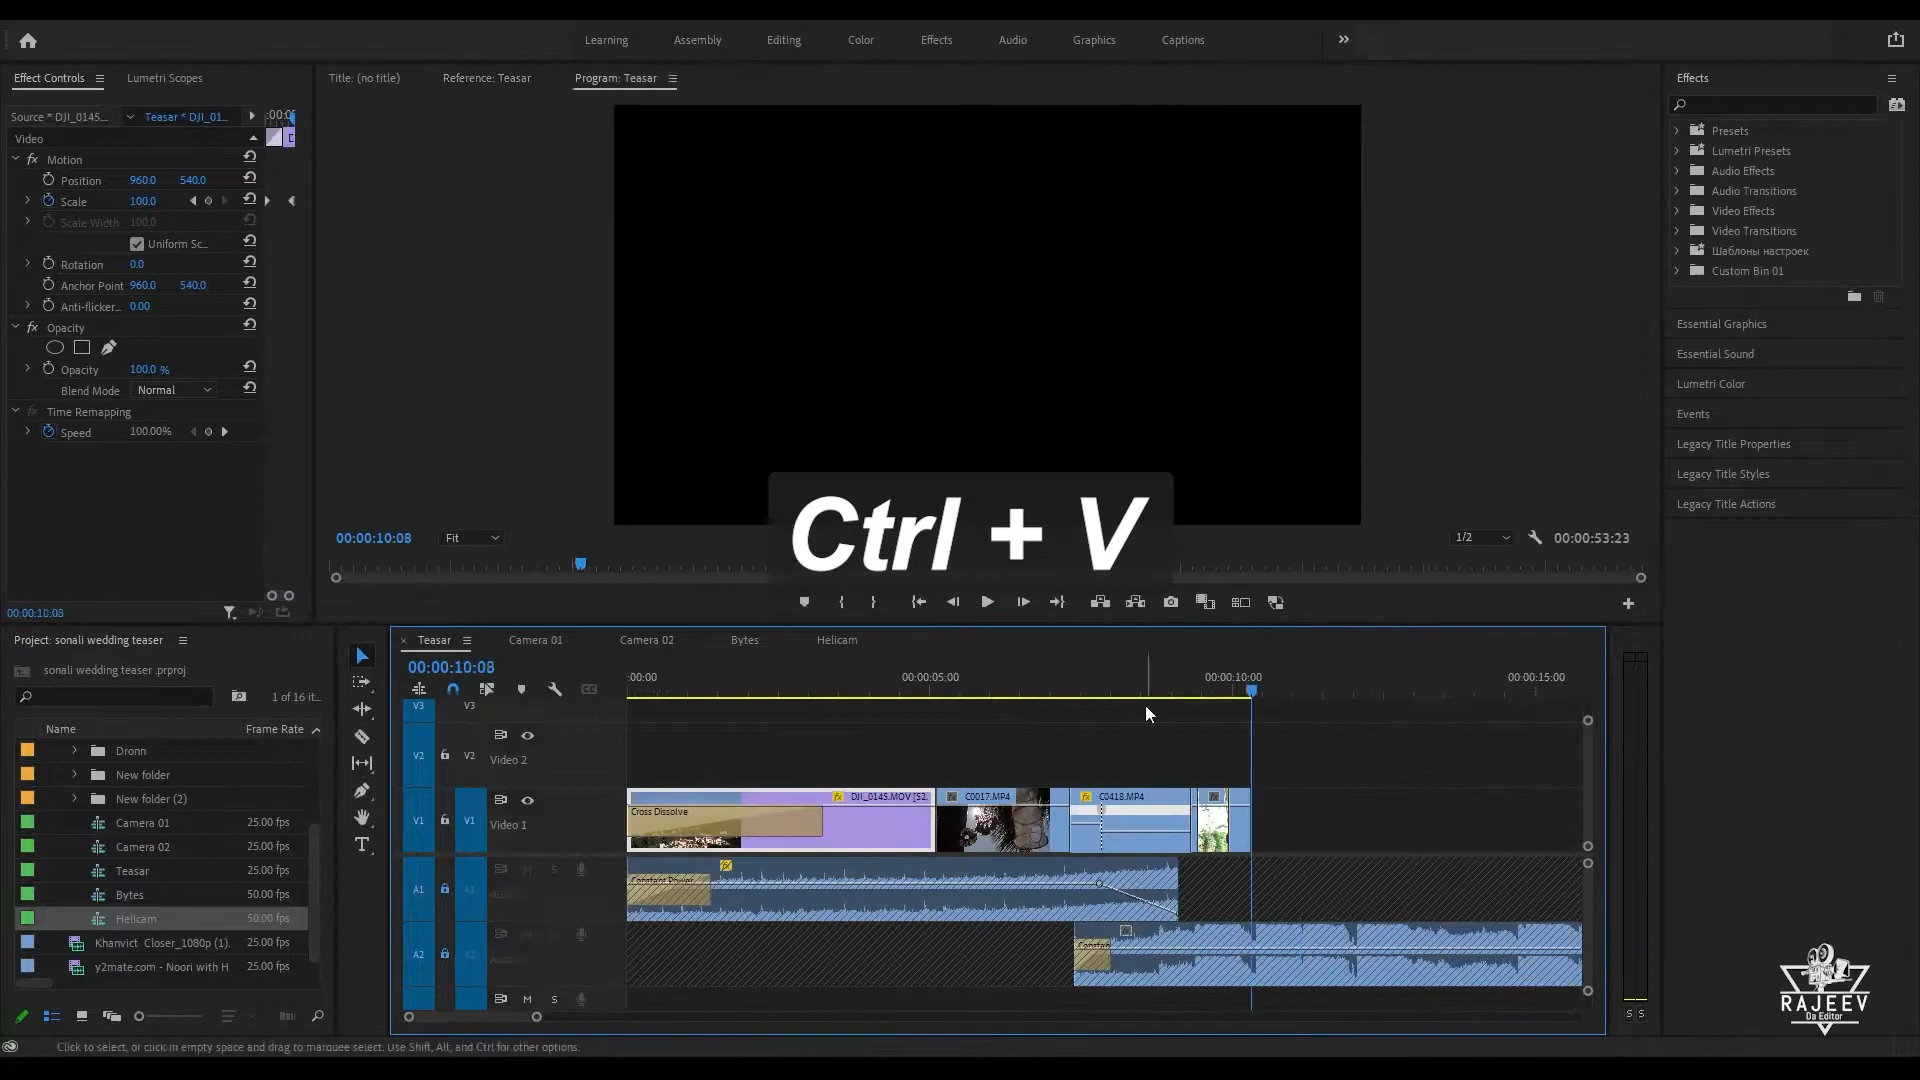 Learning Assembly Editing Color Effects Audio Graphics Captions
Effect Controls Lumetri Scopes
Title: (no title) Reference: Teasar Program: Teasar
Effects
Source * DJI_0145... Teasar * DJI_01...
Video
Motion
Position 960.0 540.0
Scale 100.0
Scale Width 100.0
Uniform Sc...
Rotation 0.0
Anchor Point 960.0 540.0
Anti-flicker... 0.00
Opacity
Opacity 100.0 %
Blend Mode Normal
Time Remapping
Speed 100.00%
00:00:10:08
Presets
Lumetri Presets
Audio Effects
Audio Transitions
Video Effects
Video Transitions
Шаблоны настроек
Custom Bin 01
Essential Graphics
Essential Sound
Lumetri Color
Events
Legacy Title Properties
Legacy Title Styles
Legacy Title Actions
Ctrl + V
00:00:10:08 Fit 1/2 00:00:53:23
Project: sonali wedding teaser
sonali wedding teaser .prproj
1 of 16 it...
Name Frame Rate
Dronn
New folder
New folder (2)
Camera 01 25.00 fps
Camera 02 25.00 fps
Teasar 25.00 fps
Bytes 50.00 fps
Helicam 50.00 fps
Khanvict Closer_1080p (1). 25.00 fps
y2mate.com - Noori with H 25.00 fps
Teasar Camera 01 Camera 02 Bytes Helicam
00:00:10:08
:00:00 00:00:05:00 00:00:10:00 00:00:15:00
V3 V3
V2 V2 Video 2
V1 V1 Video 1
DJI_0145.MOV [52. C0017.MP4 C0418.MP4
Cross Dissolve
A1 A1 M S
Constant Power
A2 A2
Constan
M S
S S
RAJEEV
Da Editor
Click to select, or click in empty space and drag to marquee select. Use Shift, Alt, and Ctrl for other options.